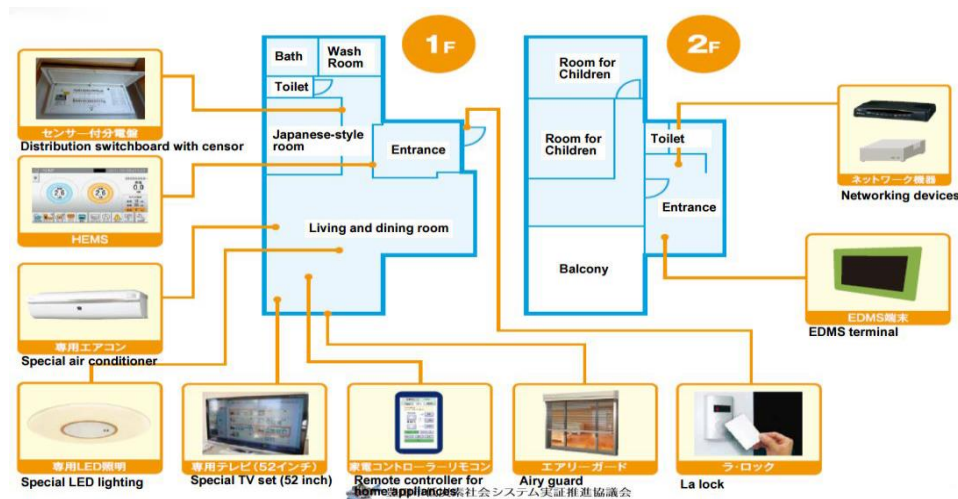 1F
2F
Bath
Wash
Room
Toilet
Japanese-style
room
Entrance
Living and dining room
Room for
Children
Room for
Children
Toilet
Entrance
Balcony
センサー付分電盤
Distribution switchboard with censor
HEMS
専用エアコン
Special air conditioner
専用LED照明
Special LED lighting
専用テレビ(52インチ)
Special TV set (52 inch)
家電コントローラーリモコン
Remote controller for
home appliances
エアリーガード
Airy guard
ラ・ロック
La lock
ネットワーク機器
Networking devices
EDMS端末
EDMS terminal
素社会システム実証推進協議会